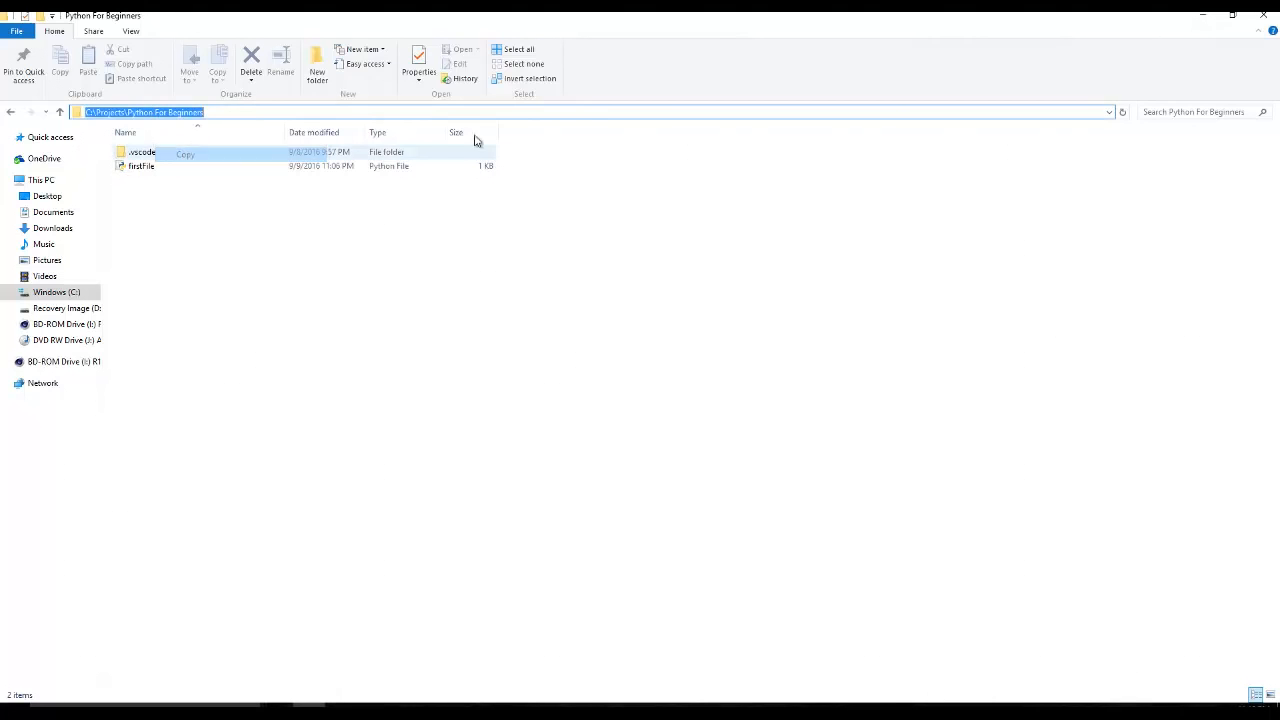 Python For Beginners
File Home Share View
Pin to Quick access
Copy
Paste
Cut
Copy path
Paste shortcut
Clipboard
Move to
Copy to
Delete
Rename
Organize
New folder
New item
Easy access
New
Properties
Open
Edit
History
Open
Select all
Select none
Invert selection
Select
C:\Projects\Python For Beginners
Search Python For Beginners
Name Date modified Type Size
.vscode 9/8/2016 9:57 PM File folder
Copy
firstFile 9/9/2016 11:06 PM Python File 1 KB
Quick access
OneDrive
This PC
Desktop
Documents
Downloads
Music
Pictures
Videos
Windows (C:)
Recovery Image (D:
BD-ROM Drive (I:) R
DVD RW Drive (J:) A
BD-ROM Drive (I:) R1
Network
2 items